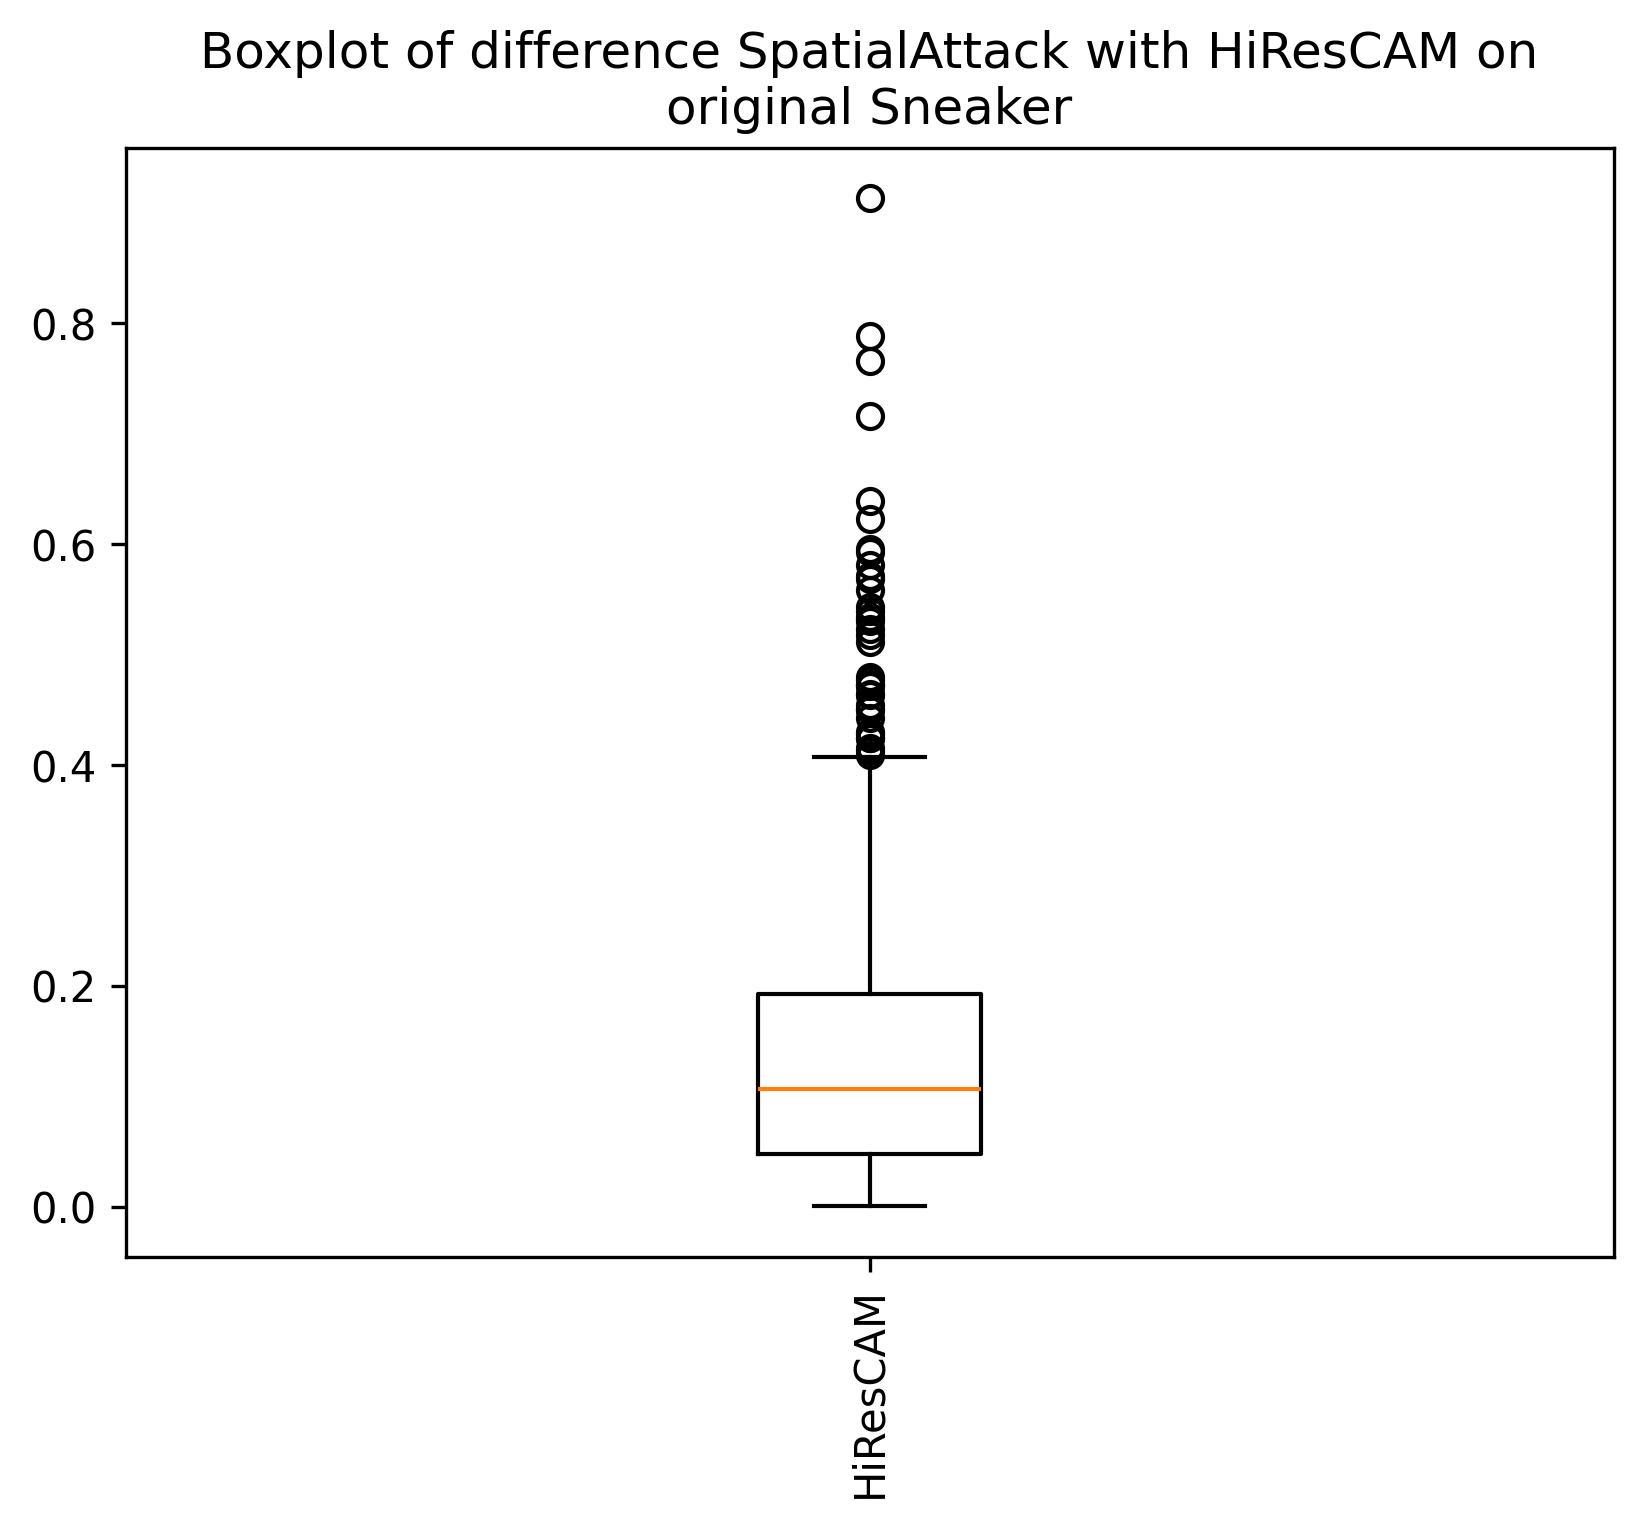 Boxplot of difference SpatialAttack with HiResCAM on
original Sneaker
0.8
0.6
0.4
0.2
0.0
HiResCAM